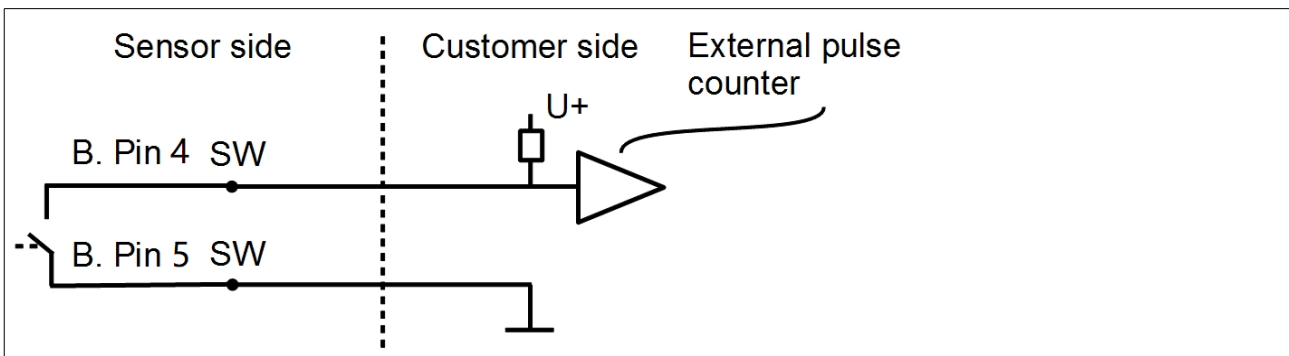 Sensor side
Customer side
External pulse
counter
U+
B. Pin 4 SW
B. Pin 5 SW